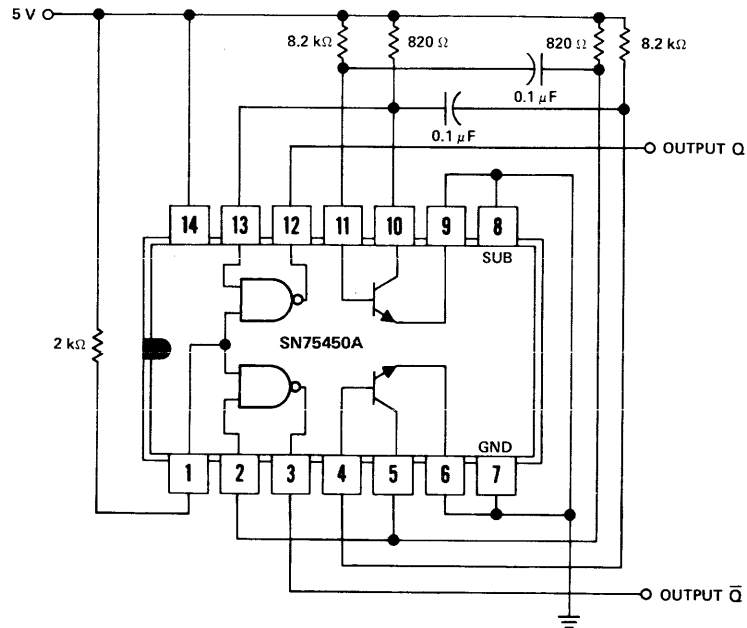 5 V
8.2 kΩ
820 Ω
820 Ω
8.2 kΩ
0.1 μF
0.1 μF
OUTPUT Q
14
13
12
11
10
9
8
SUB
2 kΩ
SN75450A
GND
1
2
3
4
5
6
7
OUTPUT Q̅